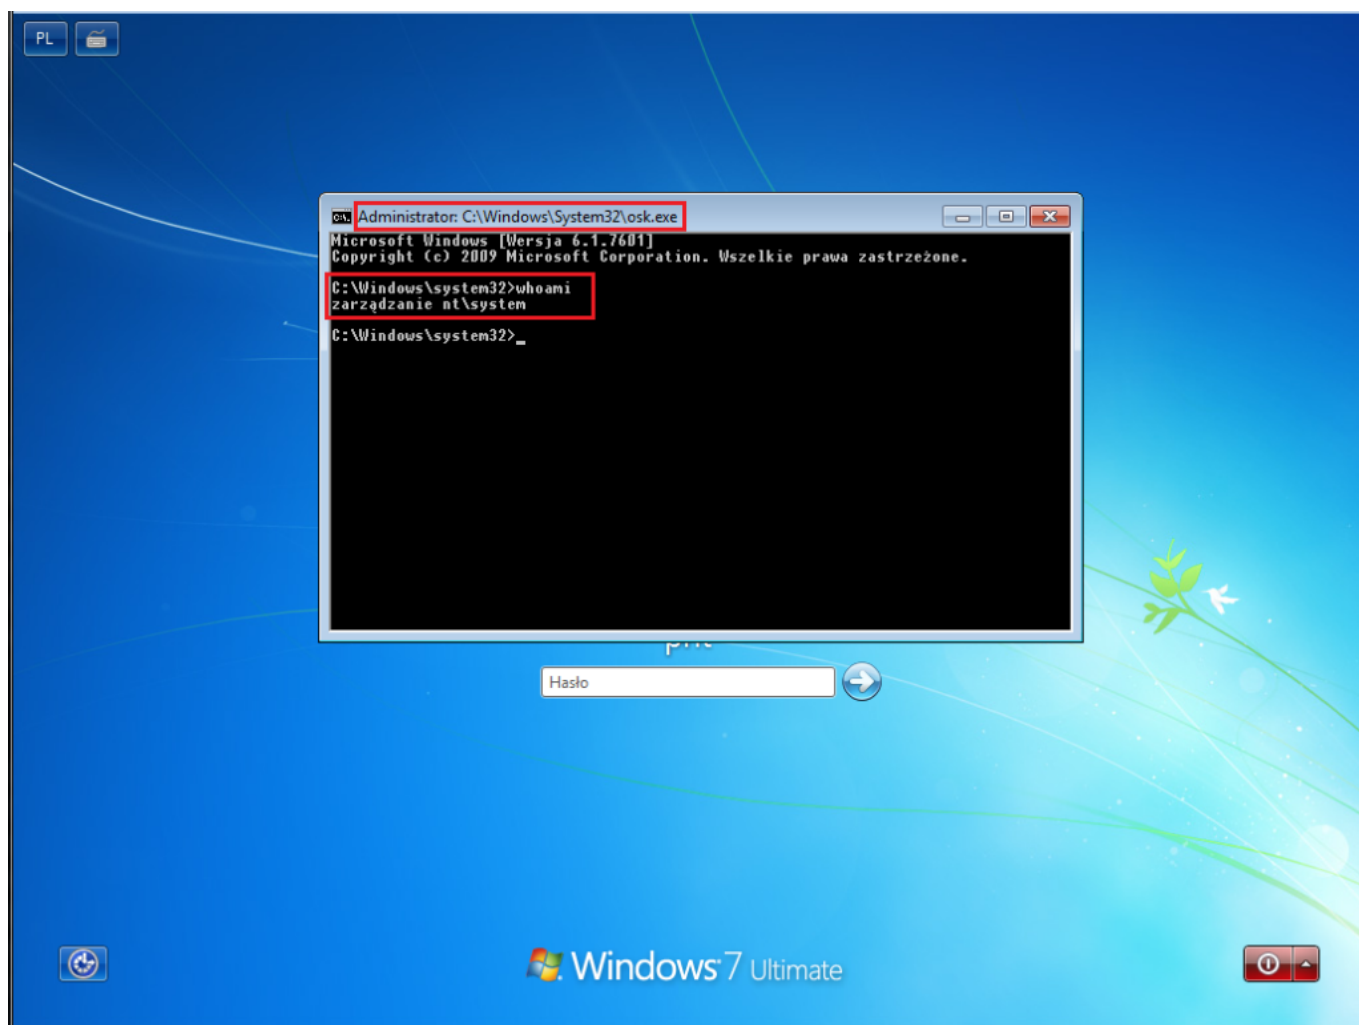 PL
Administrator: C:\Windows\System32\osk.exe
Microsoft Windows [Wersja 6.1.7601]
Copyright (c) 2009 Microsoft Corporation. Wszelkie prawa zastrzeżone.
C:\Windows\system32>whoami
zarządzanie nt\system
C:\Windows\system32>_
Hasło
Windows 7 Ultimate